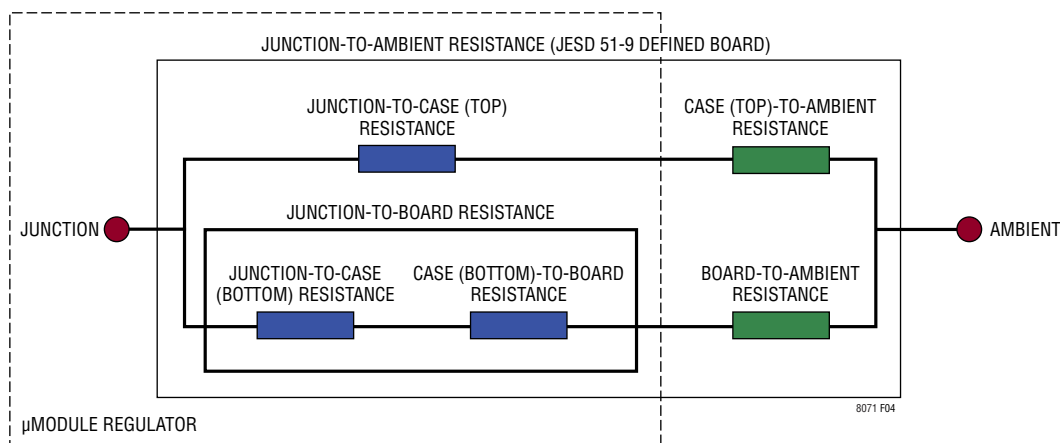 JUNCTION-TO-AMBIENT RESISTANCE (JESD 51-9 DEFINED BOARD)
JUNCTION-TO-CASE (TOP)
RESISTANCE
CASE (TOP)-TO-AMBIENT
RESISTANCE
JUNCTION
JUNCTION-TO-BOARD RESISTANCE
AMBIENT
JUNCTION-TO-CASE
(BOTTOM) RESISTANCE
CASE (BOTTOM)-TO-BOARD
RESISTANCE
BOARD-TO-AMBIENT
RESISTANCE
8071 F04
µMODULE REGULATOR